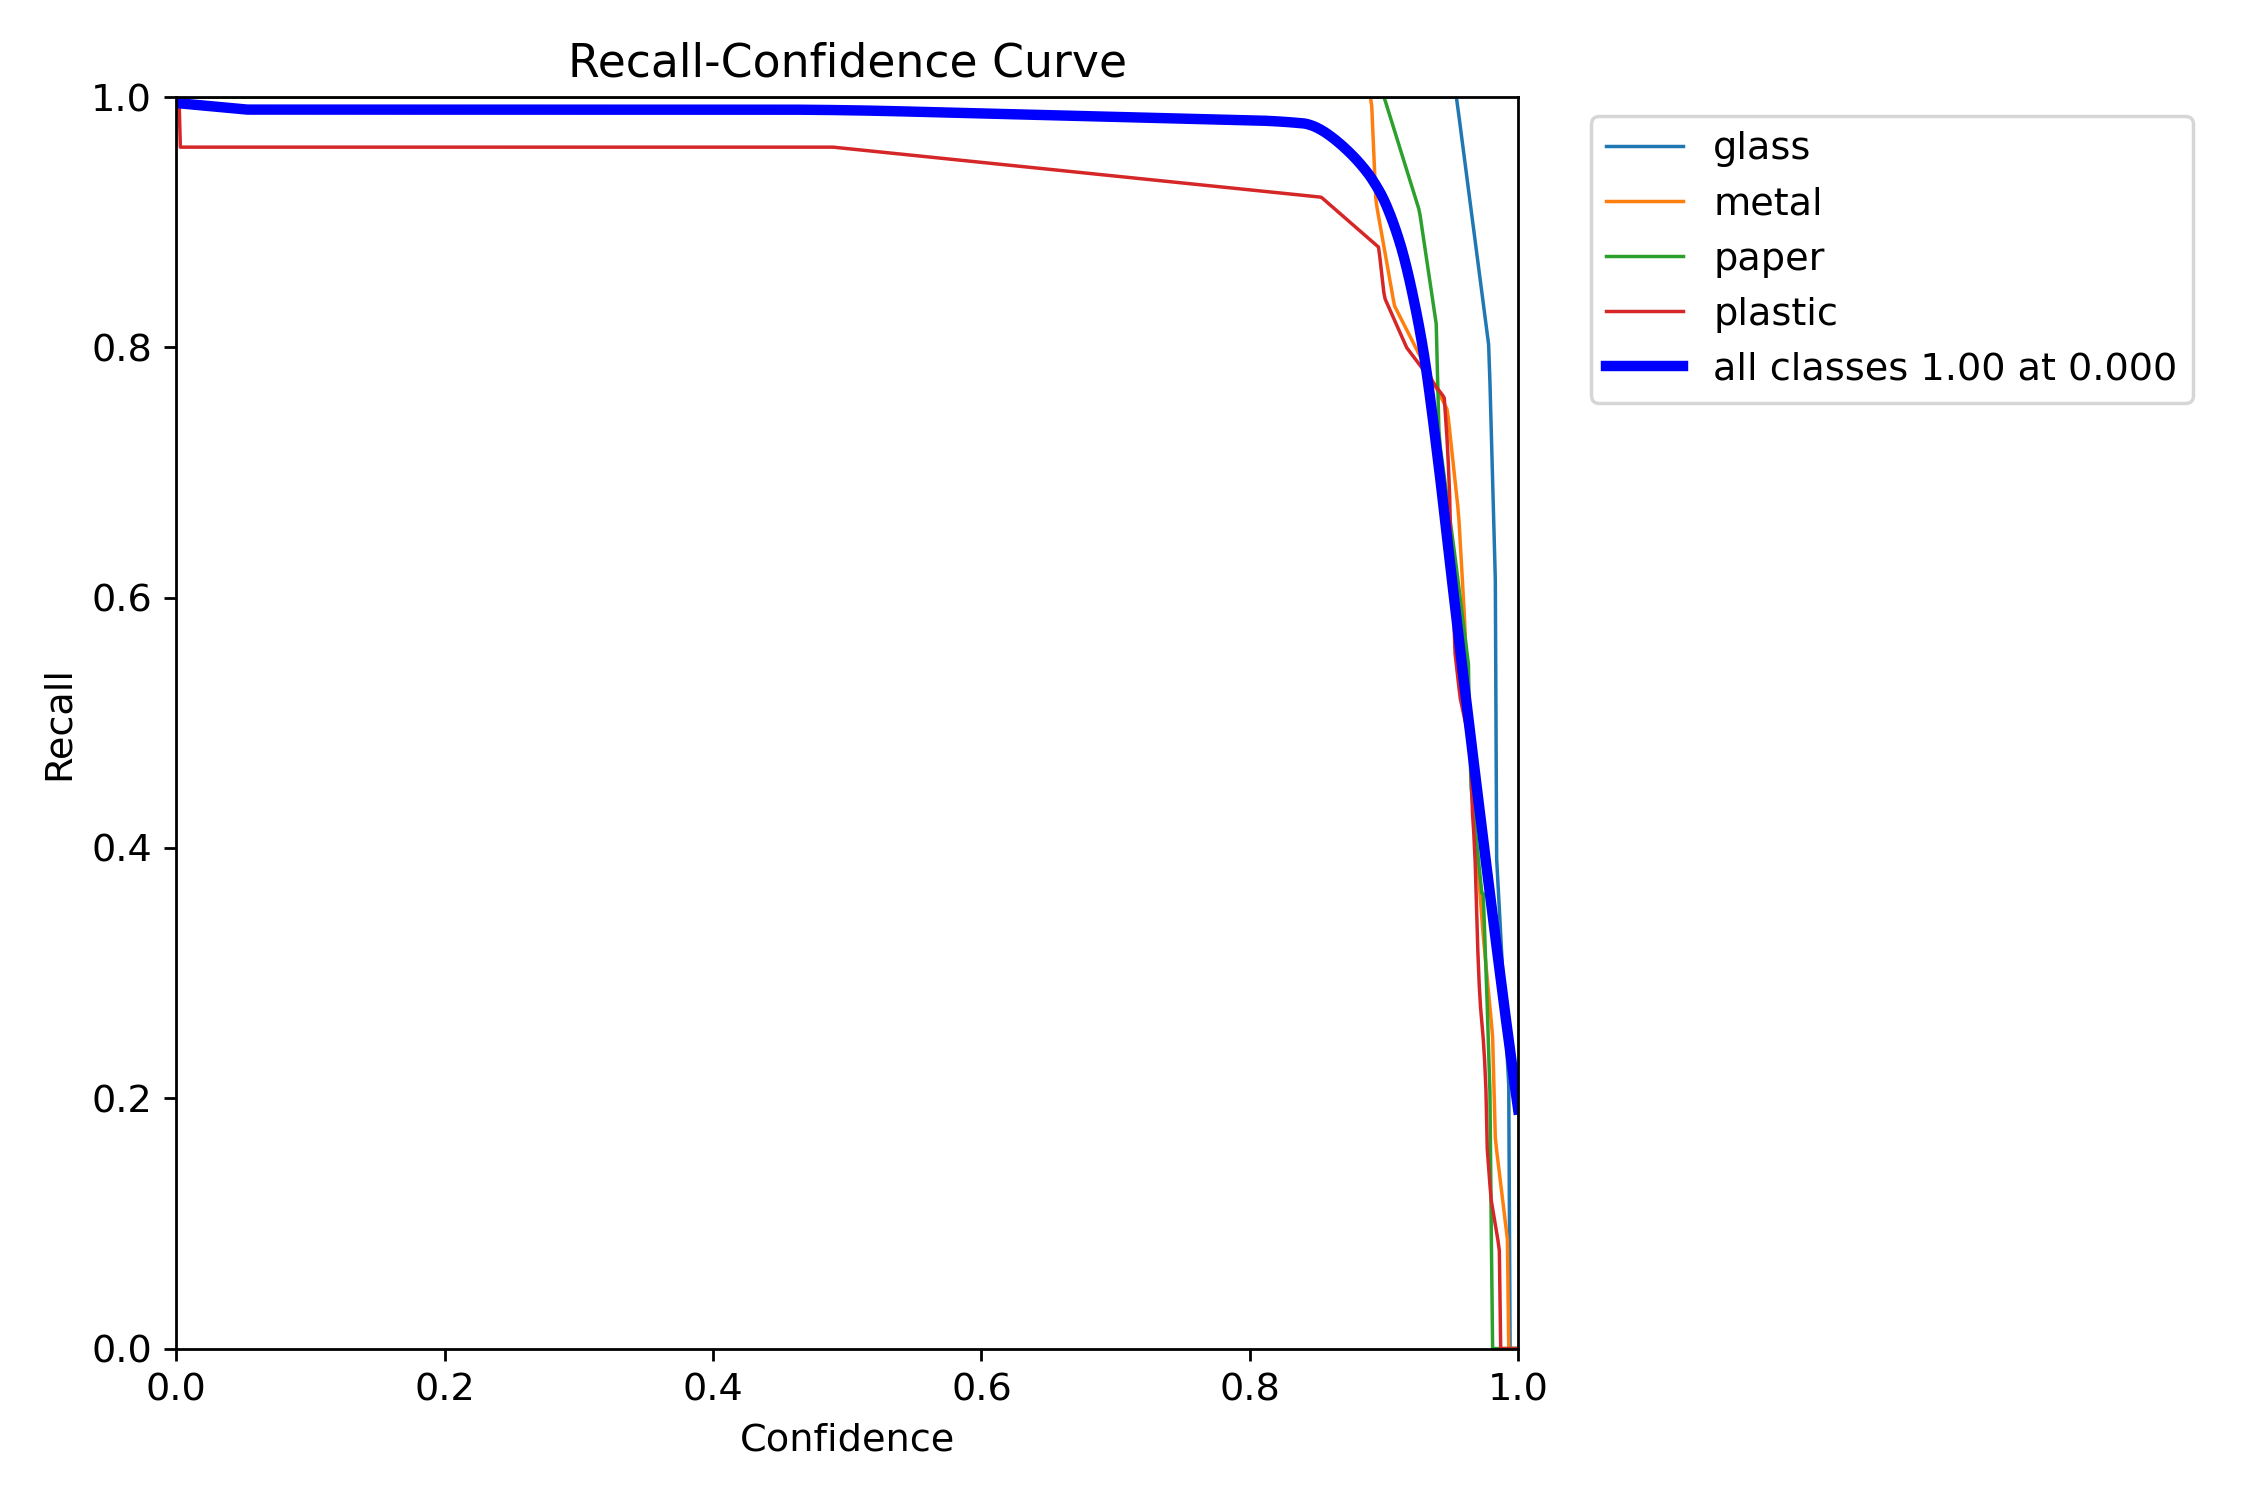 Recall-Confidence Curve
1.0
0.8
0.6
0.4
0.2
0.0
Recall
0.0 0.2 0.4 0.6 0.8 1.0
Confidence
glass
metal
paper
plastic
all classes 1.00 at 0.000